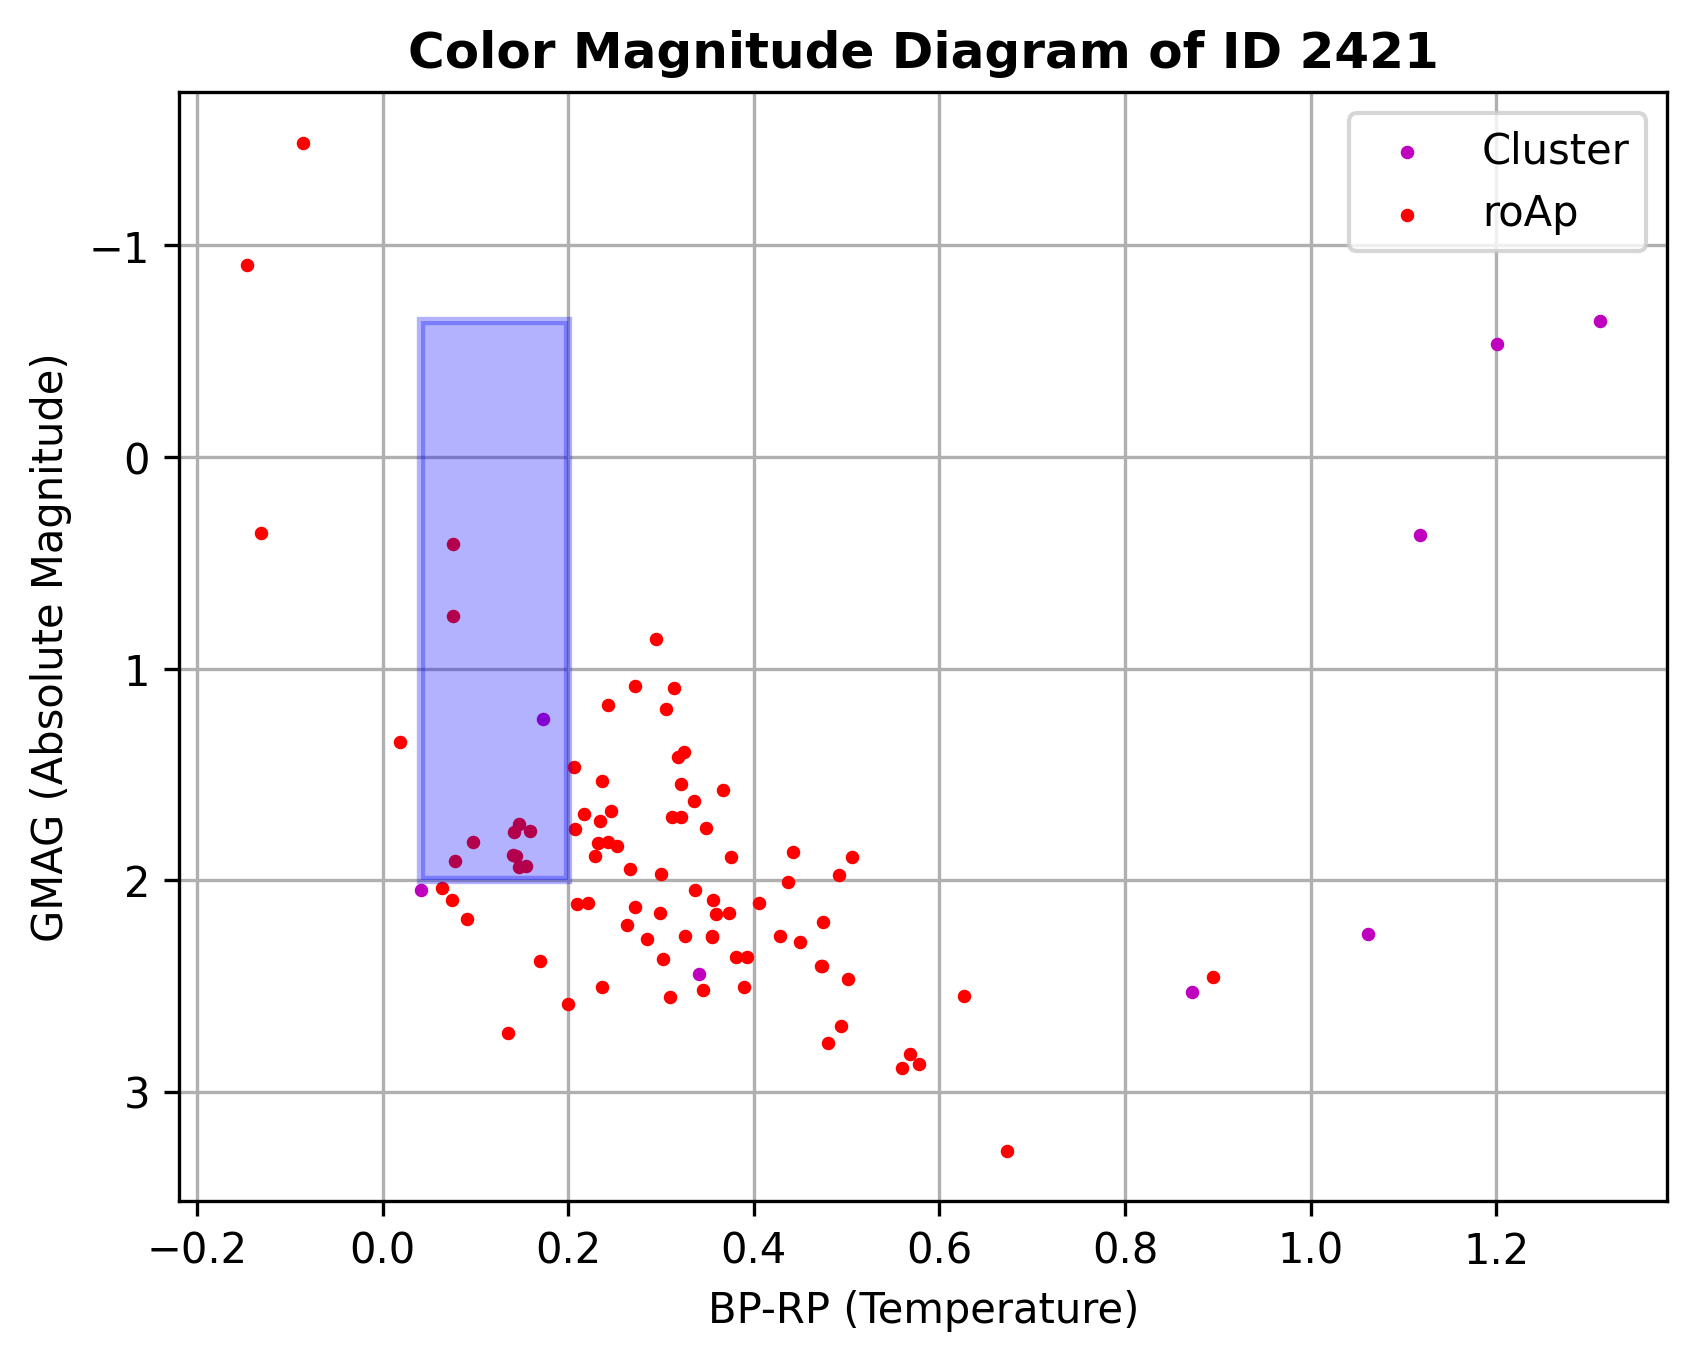 Color Magnitude Diagram of ID 2421
Cluster
roAp
GMAG (Absolute Magnitude)
−1
0
1
2
3
−0.2 0.0 0.2 0.4 0.6 0.8 1.0 1.2
BP-RP (Temperature)